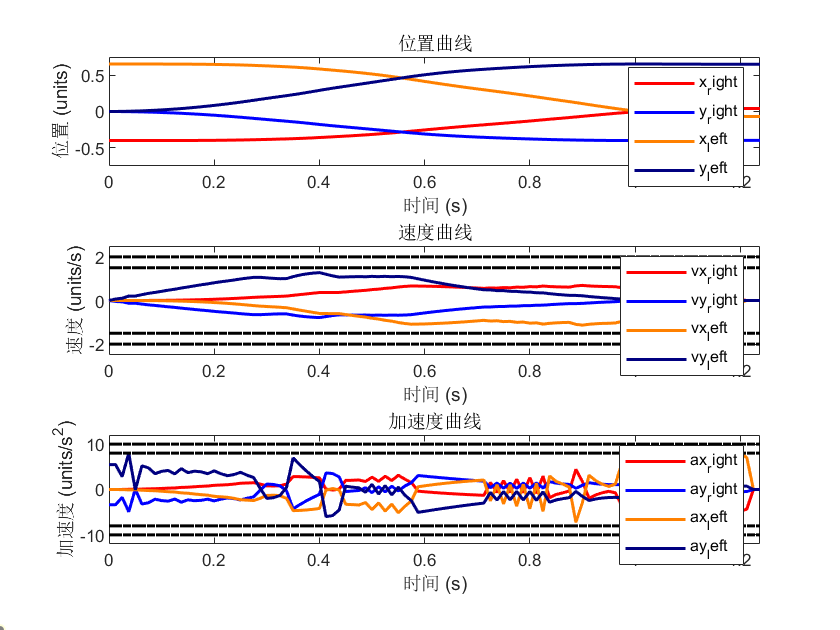 位置曲线
位置 (units)
0.5
0
-0.5
0 0.2 0.4 0.6 0.8
时间 (s)
x_right
y_right
x_left
y_left
速度曲线
速度 (units/s)
2
0
-2
0 0.2 0.4 0.6 0.8
时间 (s)
vx_right
vy_right
vx_left
vy_left
加速度曲线
加速度 (units/s²)
10
0
-10
0 0.2 0.4 0.6 0.8
时间 (s)
ax_right
ay_right
ax_left
ay_left